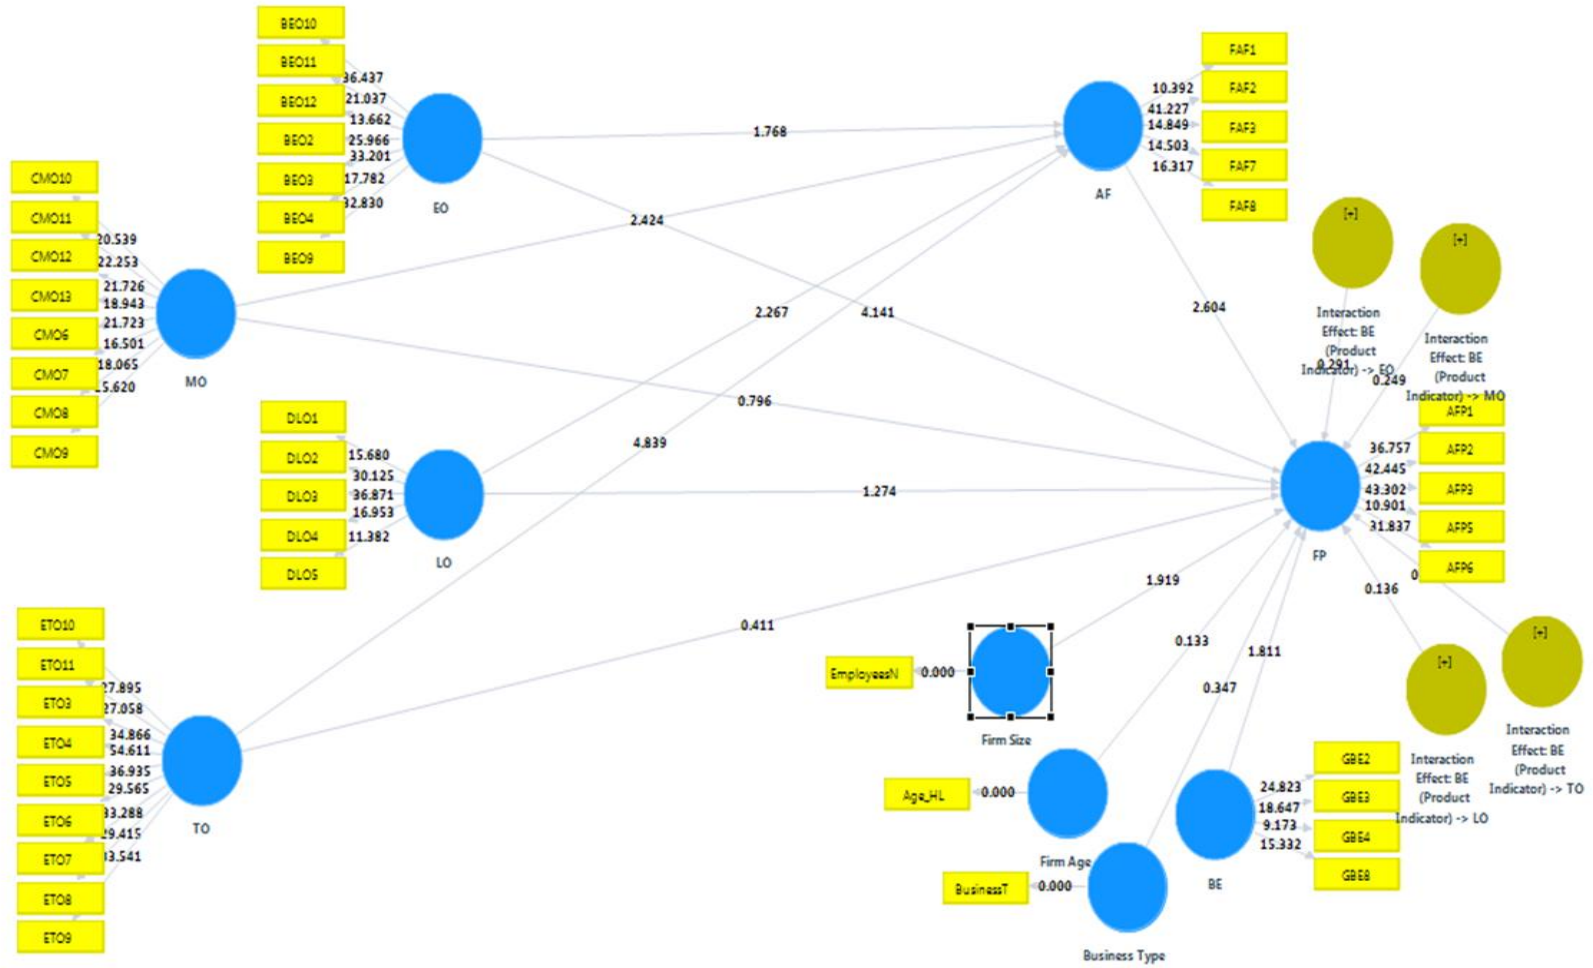 BEO10
BEO11
BEO12
BEO2
BEO3
BEO4
BEO9
36.437
21.037
13.662
25.966
33.201
17.782
32.830
EO
CMO10
CMO11
CMO12
CMO13
CMO6
CMO7
CMO8
CMO9
20.539
22.253
21.726
18.943
21.723
16.501
18.065
5.620
MO
DLO1
DLO2
DLO3
DLO4
DLO5
15.680
30.125
36.871
16.953
11.382
LO
ETO10
ETO11
ETO3
ETO4
ETO5
ETO6
ETO7
ETO8
ETO9
27.895
27.058
34.866
54.611
36.935
29.565
33.288
29.415
33.541
TO
1.768
2.424
2.267
4.141
0.796
4.839
1.274
0.411
2.604
AF
10.392
41.227
14.849
14.503
16.317
FAF1
FAF2
FAF3
FAF7
FAF8
[+]
Interaction
Effect: BE
(Product
Indicator) -> EO
0.291
[+]
Interaction
Effect: BE
(Product
Indicator) -> MO
0.249
FP
36.757
42.445
43.302
10.901
31.837
AFP1
AFP2
AFP3
AFP5
AFP6
0.136
0
[+]
Interaction
Effect: BE
(Product
Indicator) -> LO
[+]
Interaction
Effect: BE
(Product
Indicator) -> TO
1.919
0.133
0.347
1.811
EmployeesN
0.000
Firm Size
Age_HL
0.000
Firm Age
BusinessT
0.000
Business Type
BE
24.823
18.647
9.173
15.332
GBE2
GBE3
GBE4
GBE8